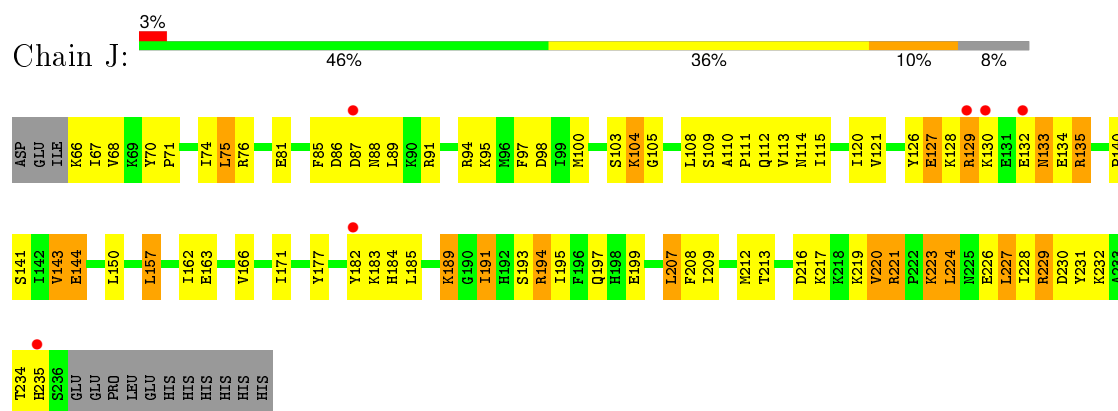 3%
Chain J:
46% 36% 10% 8%
ASP GLU ILE K66 I67 V68 K69 Y70 P71 I74 L75 R76 E81 F85 D86 D87 N88 L89 K90 R91 R94 K95 M96 F97 D98 I99 M100 S103 K104 G105 L108 S109 A110 P111 Q112 V113 N114 I115 I120 V121 Y126 E127 K128 R129 K130 E131 E132 N133 E134 R135
S141 I142 V143 E144 L150 L157 I162 E163 V166 I171 Y177 Y182 K183 H184 L185 K189 G190 I191 H192 S193 R194 I195 F196 Q197 H198 E199 L207 F208 I209 M212 T213 D216 K217 K218 K219 V220 R221 P222 K223 L224 N225 E226 L227 I228 R229 D230 Y231 K232 A233
T234 H235 S236 GLU GLU PRO LEU GLU HIS HIS HIS HIS HIS HIS